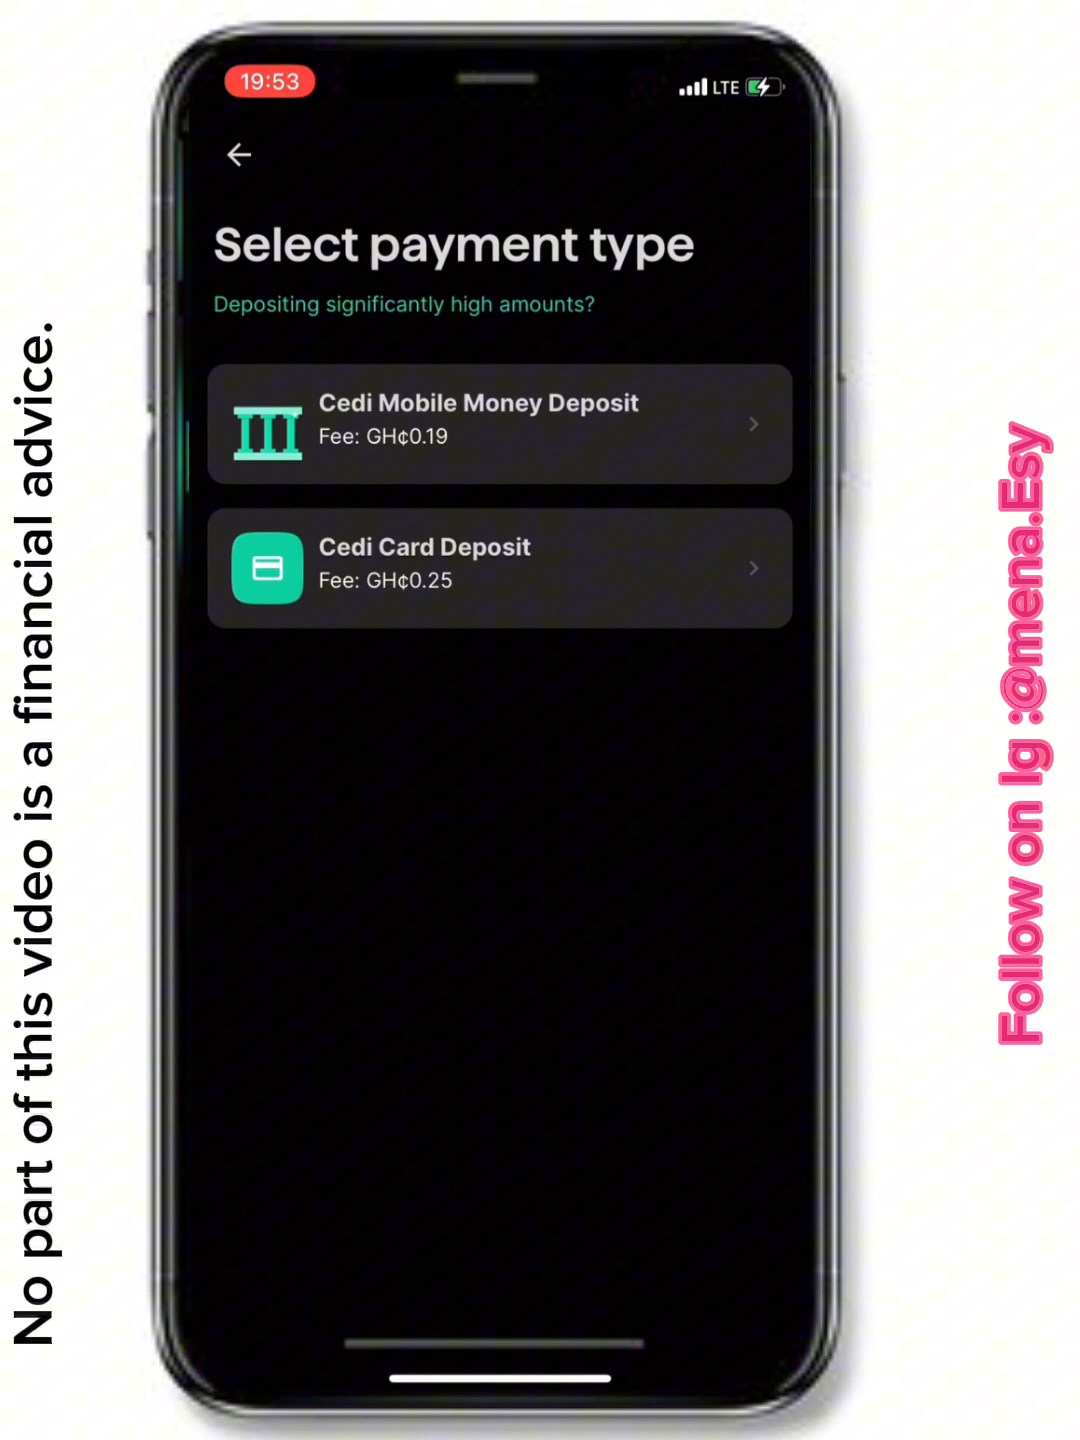 19:53
LTE
Select payment type
Depositing significantly high amounts?
Cedi Mobile Money Deposit
Fee: GH¢0.19
Cedi Card Deposit
Fee: GH¢0.25
No part of this video is a financial advice.
Follow on Ig :@mena.Esy